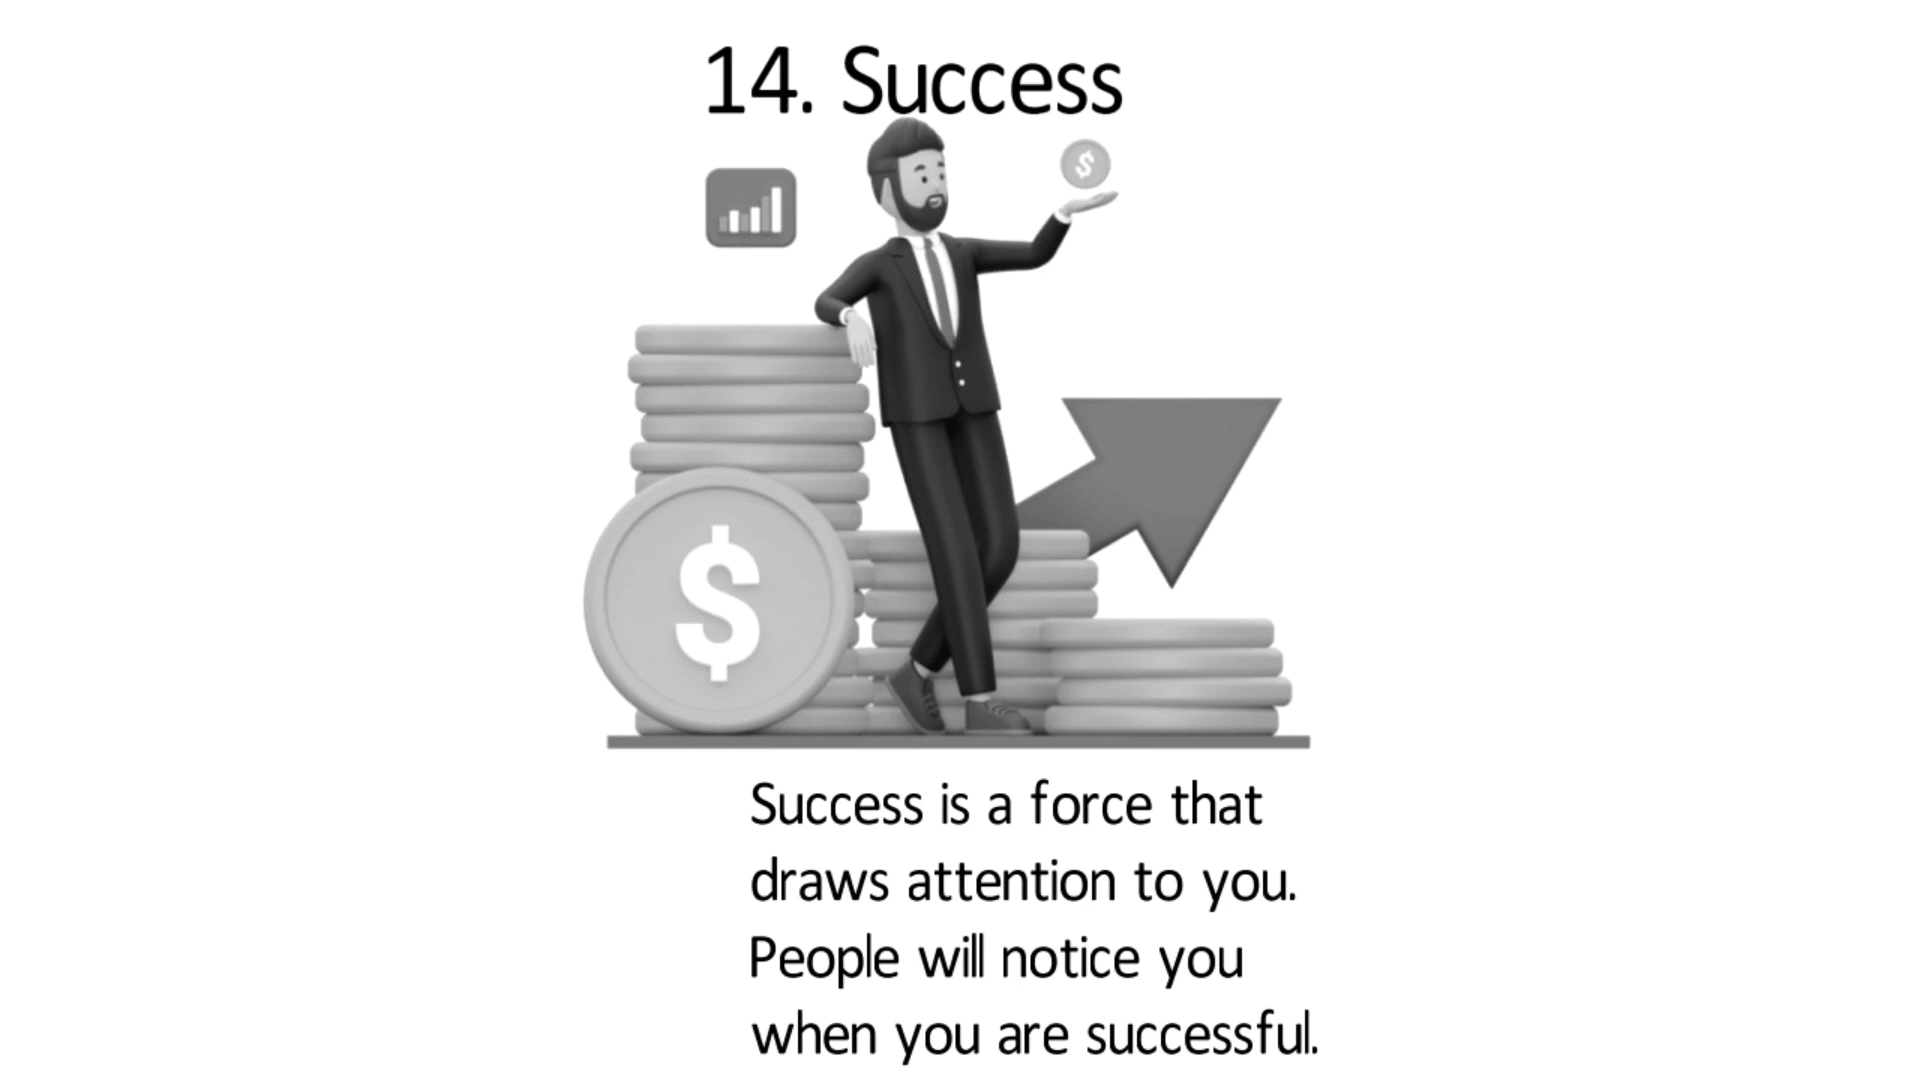 14. Success
$
$
Success is a force that
draws attention to you.
People will notice you
when you are successful.